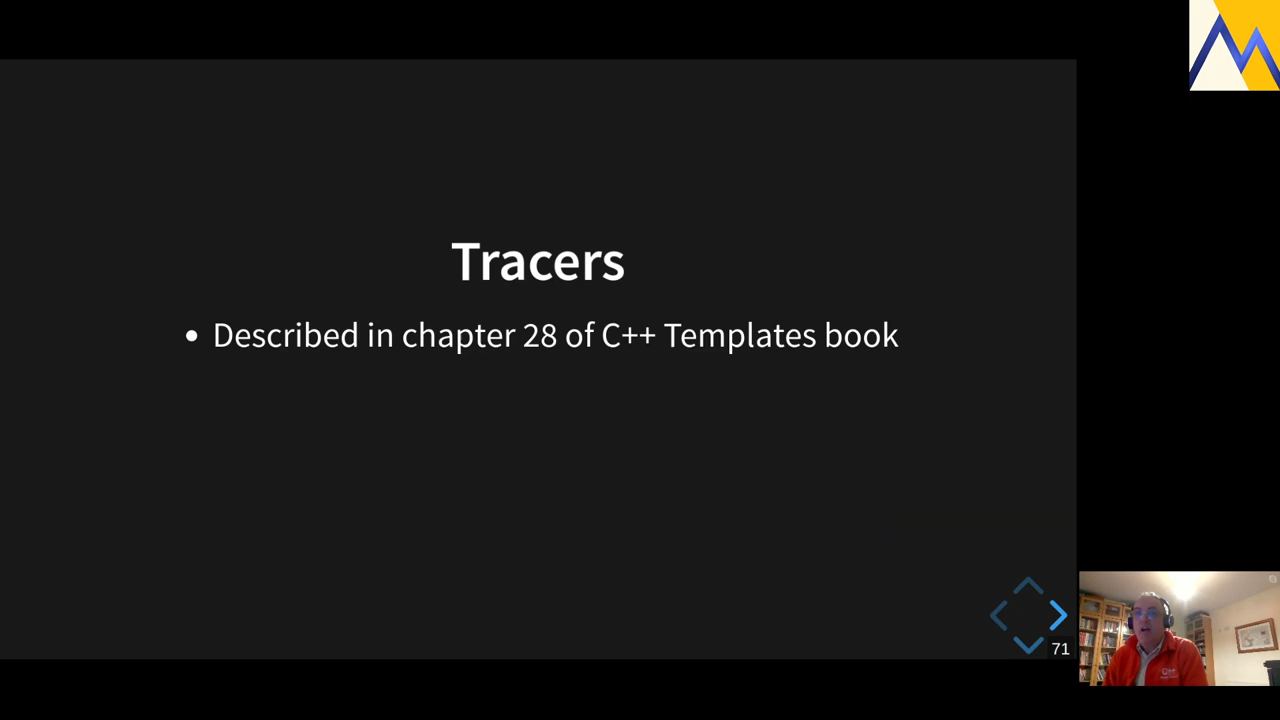 Tracers
• Described in chapter 28 of C++ Templates book
71